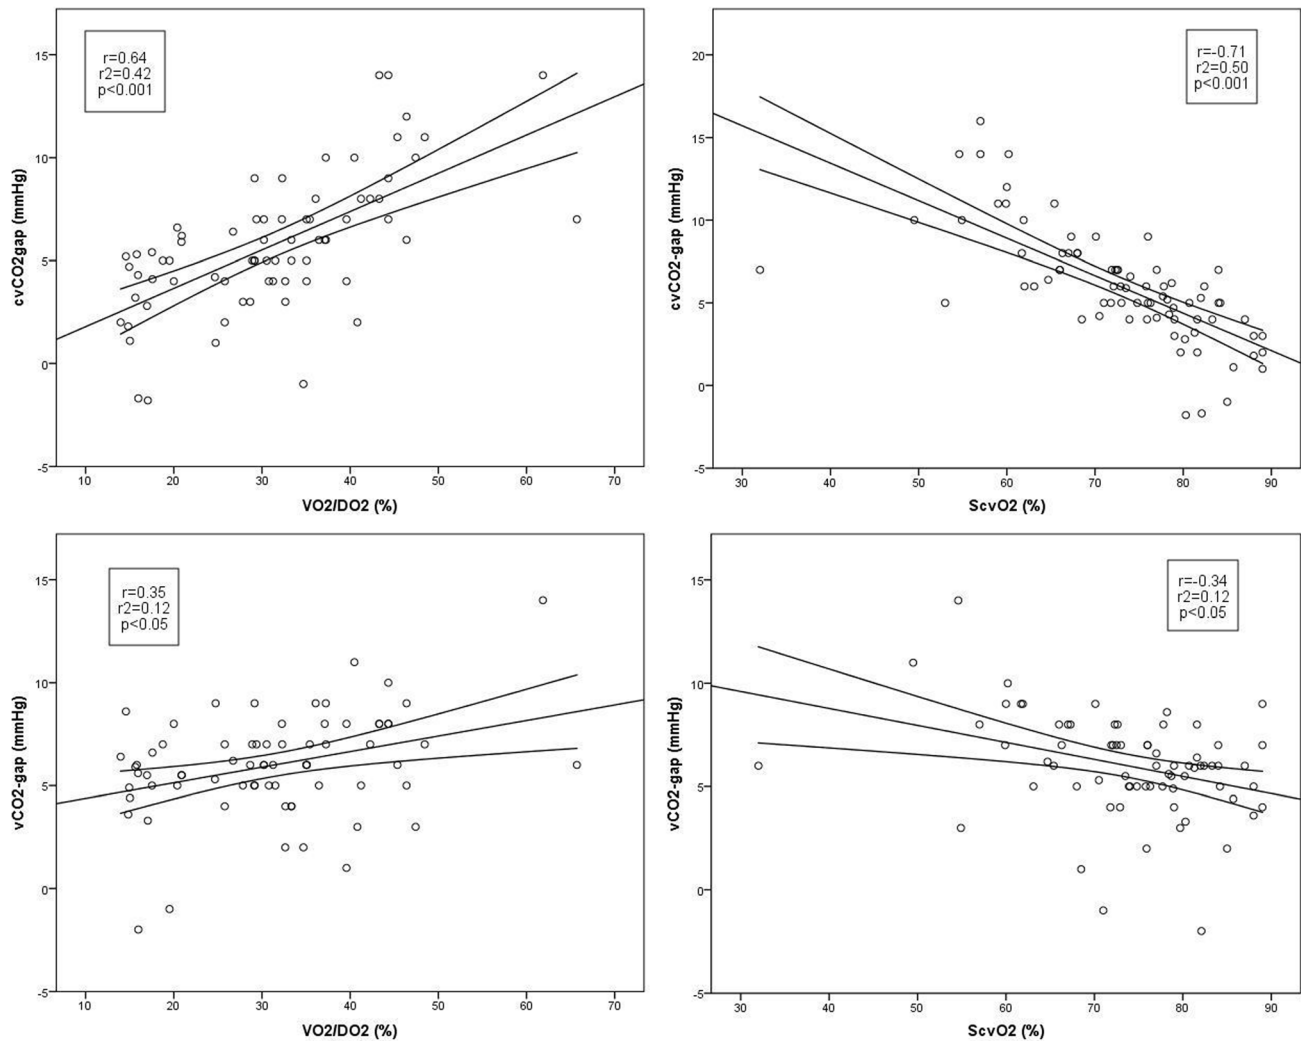 r=0.64
r2=0.42
p<0.001
15
10
5
0
-5
cvCO2gap (mmHg)
10 20 30 40 50 60 70
VO2/DO2 (%)
r=-0.71
r2=0.50
p<0.001
20
15
10
5
0
-5
cvCO2-gap (mmHg)
30 40 50 60 70 80 90
ScvO2 (%)
r=0.35
r2=0.12
p<0.05
15
10
5
0
-5
vCO2-gap (mmHg)
10 20 30 40 50 60 70
VO2/DO2 (%)
r=-0.34
r2=0.12
p<0.05
15
10
5
0
-5
vCO2-gap (mmHg)
30 40 50 60 70 80 90
ScvO2 (%)